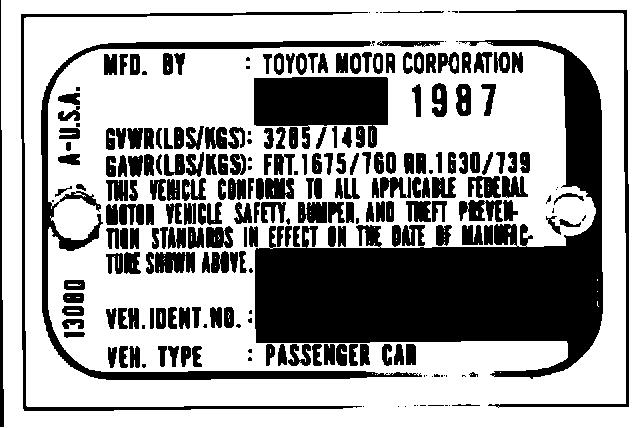 MFD. BY : TOYOTA MOTOR CORPORATION
1987
GVWR(LBS/KGS): 3285/1490
GAWR(LBS/KGS): FRT.1675/760 RR.1630/739
THIS VEHICLE CONFORMS TO ALL APPLICABLE FEDERAL
MOTOR VEHICLE SAFETY, BUMPER, AND THEFT PREVEN-
TION STANDARDS IN EFFECT ON THE DATE OF MANUFAC-
TURE SHOWN ABOVE.
VEH.IDENT.NO. :
VEH. TYPE : PASSENGER CAR
A-U.S.A.
13080